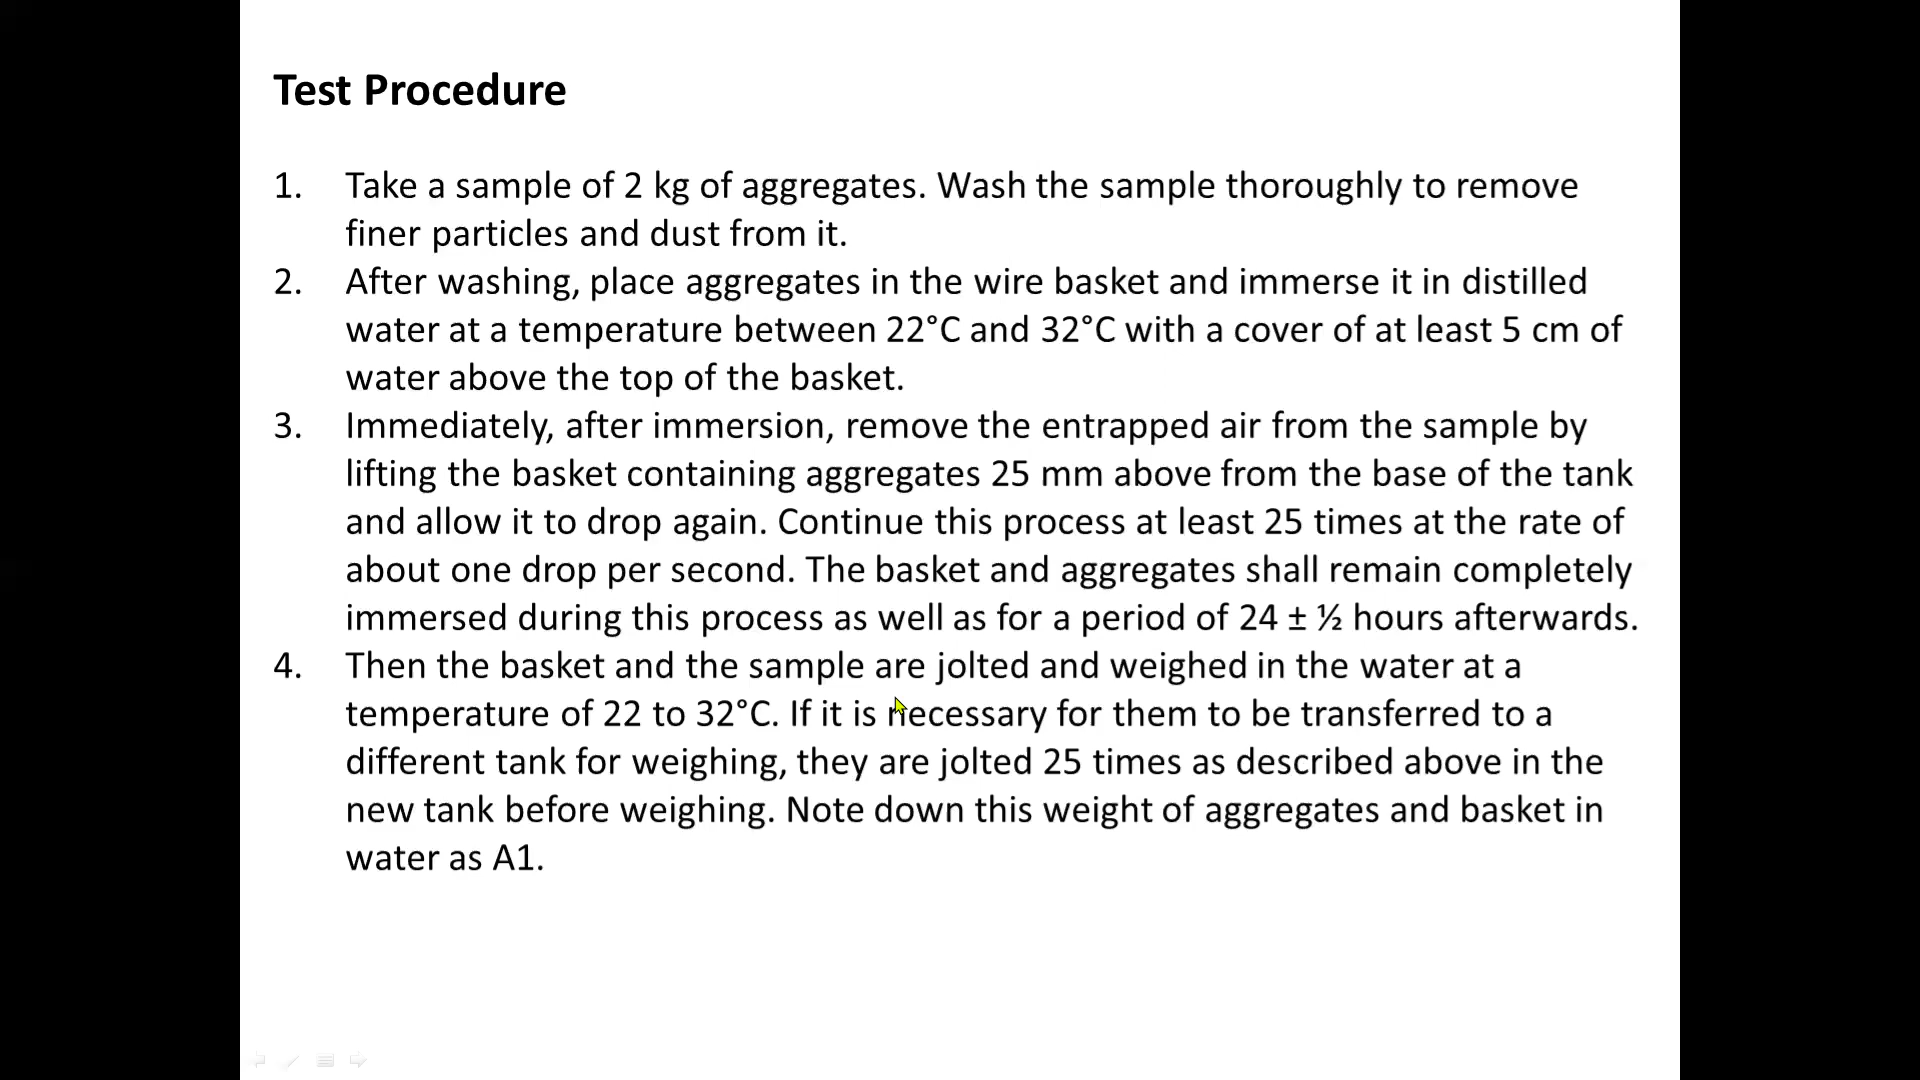 Test Procedure
1. Take a sample of 2 kg of aggregates. Wash the sample thoroughly to remove
finer particles and dust from it.
2. After washing, place aggregates in the wire basket and immerse it in distilled
water at a temperature between 22°C and 32°C with a cover of at least 5 cm of
water above the top of the basket.
3. Immediately, after immersion, remove the entrapped air from the sample by
lifting the basket containing aggregates 25 mm above from the base of the tank
and allow it to drop again. Continue this process at least 25 times at the rate of
about one drop per second. The basket and aggregates shall remain completely
immersed during this process as well as for a period of 24 ± ½ hours afterwards.
4. Then the basket and the sample are jolted and weighed in the water at a
temperature of 22 to 32°C. If it is necessary for them to be transferred to a
different tank for weighing, they are jolted 25 times as described above in the
new tank before weighing. Note down this weight of aggregates and basket in
water as A1.